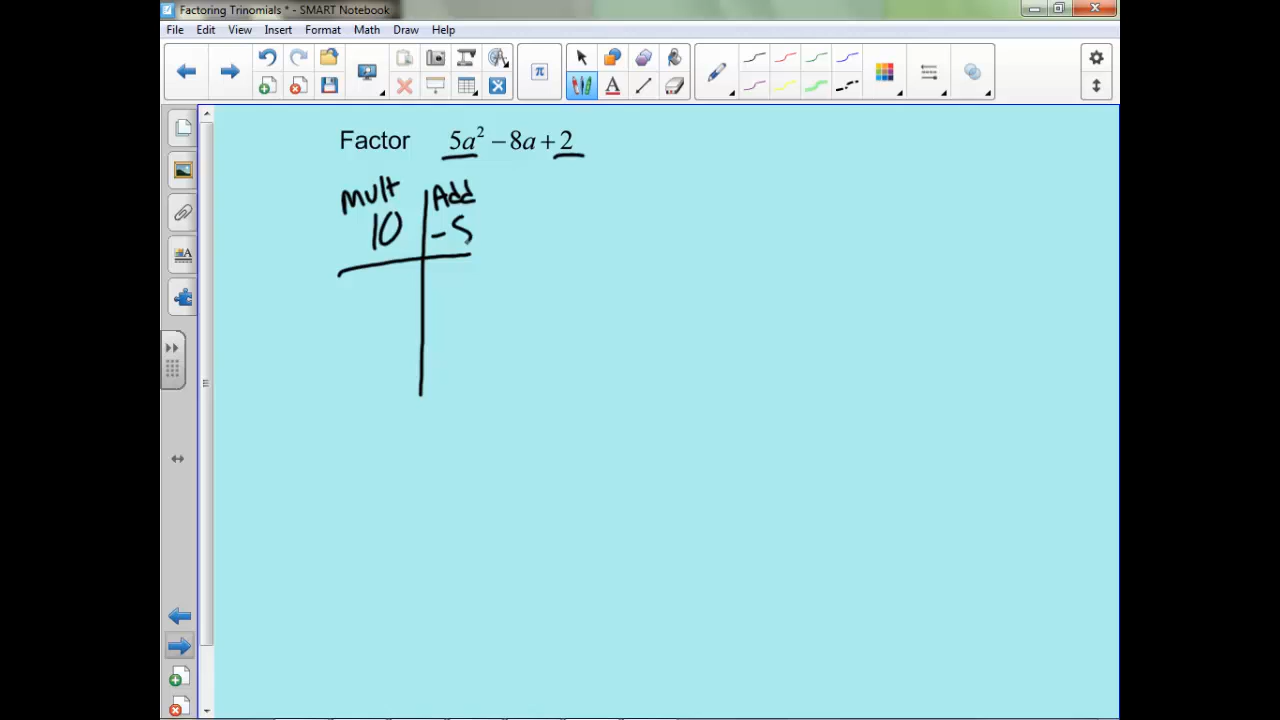 Factoring Trinomials * - SMART Notebook
File Edit View Insert Format Math Draw Help
Factor 5a² − 8a + 2
Mult Add
10 -S